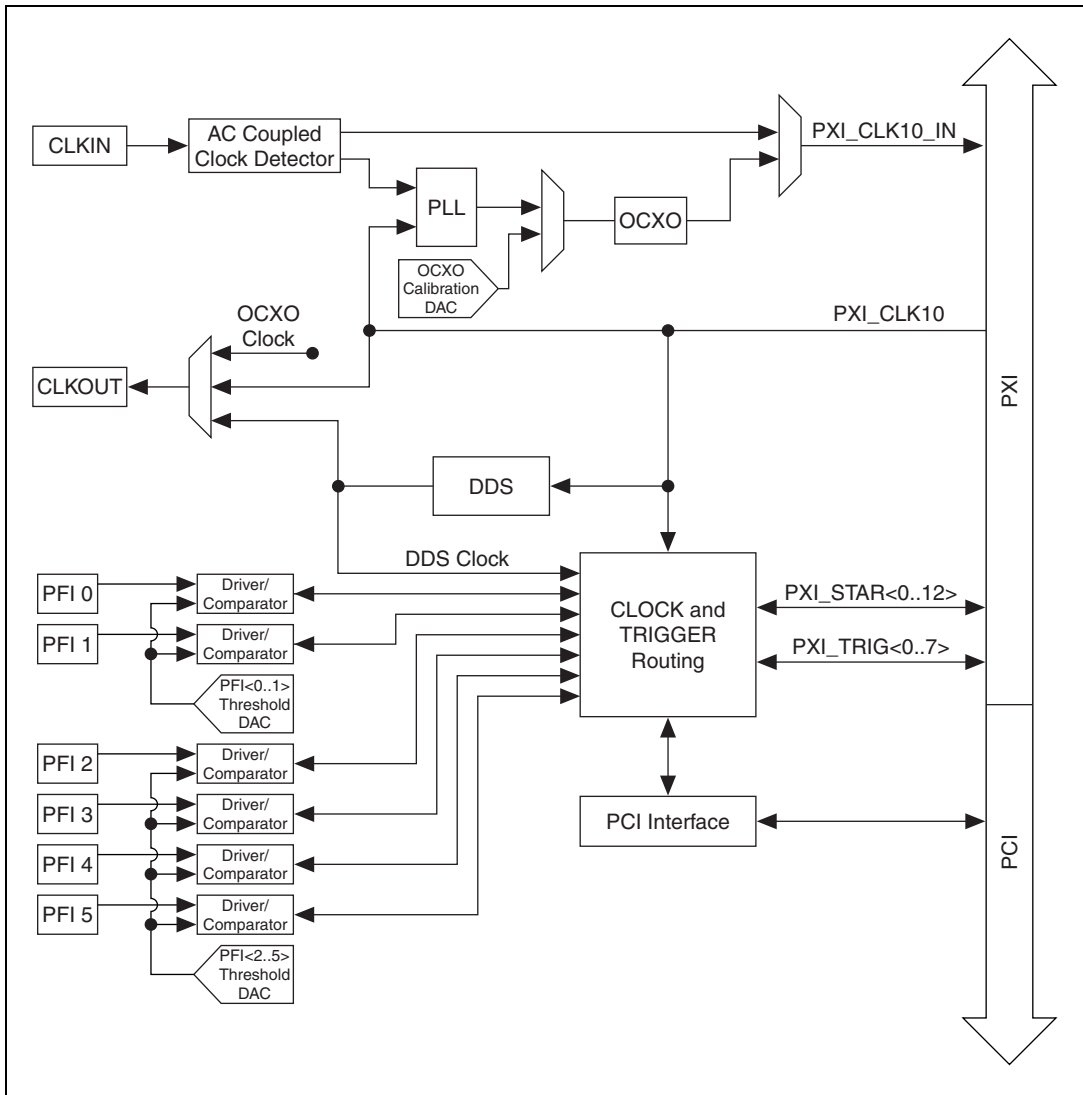 CLKIN
AC Coupled
Clock Detector
PXI_CLK10_IN
PLL
OCXO
OCXO
Calibration
DAC
OCXO
Clock
PXI_CLK10
CLKOUT
PXI
DDS
DDS Clock
PFI 0
Driver/
Comparator
PFI 1
Driver/
Comparator
PFI<0..1>
Threshold
DAC
CLOCK and
TRIGGER
Routing
PXI_STAR<0..12>
PXI_TRIG<0..7>
PFI 2
Driver/
Comparator
PFI 3
Driver/
Comparator
PFI 4
Driver/
Comparator
PFI 5
Driver/
Comparator
PFI<2..5>
Threshold
DAC
PCI Interface
PCI